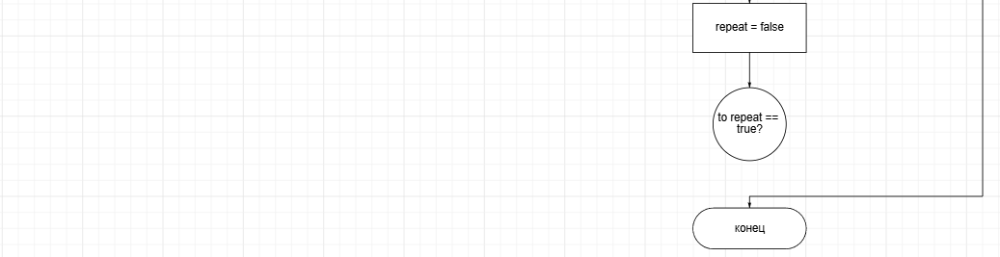 repeat = false
to repeat ==
true?
конец